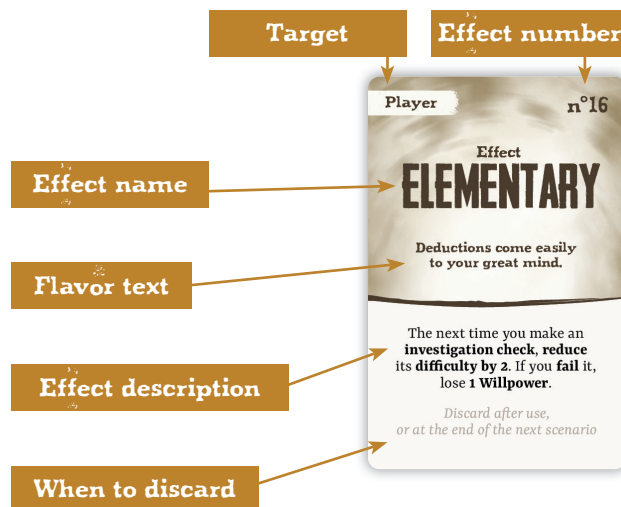 Target
Effect number
Player
n°16
Effect name
Effect
ELEMENTARY
Flavor text
Deductions come easily
to your great mind.
Effect description
The next time you make an
investigation check, reduce
its difficulty by 2. If you fail it,
lose 1 Willpower.
When to discard
Discard after use,
or at the end of the next scenario